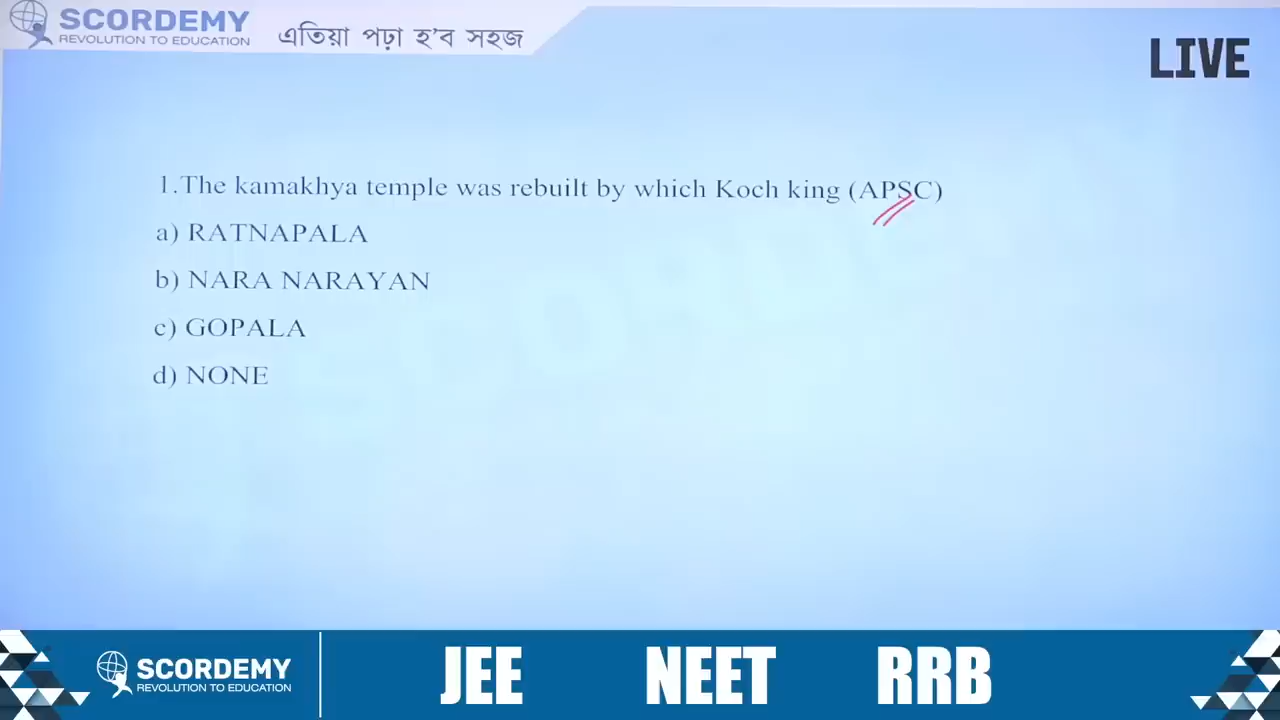 SCORDEMY
REVOLUTION TO EDUCATION
এতিয়া পঢ়া হ'ব সহজ
LIVE
1.The kamakhya temple was rebuilt by which Koch king (APSC)
a) RATNAPALA
b) NARA NARAYAN
c) GOPALA
d) NONE
SCORDEMY
REVOLUTION TO EDUCATION
JEE NEET RRB